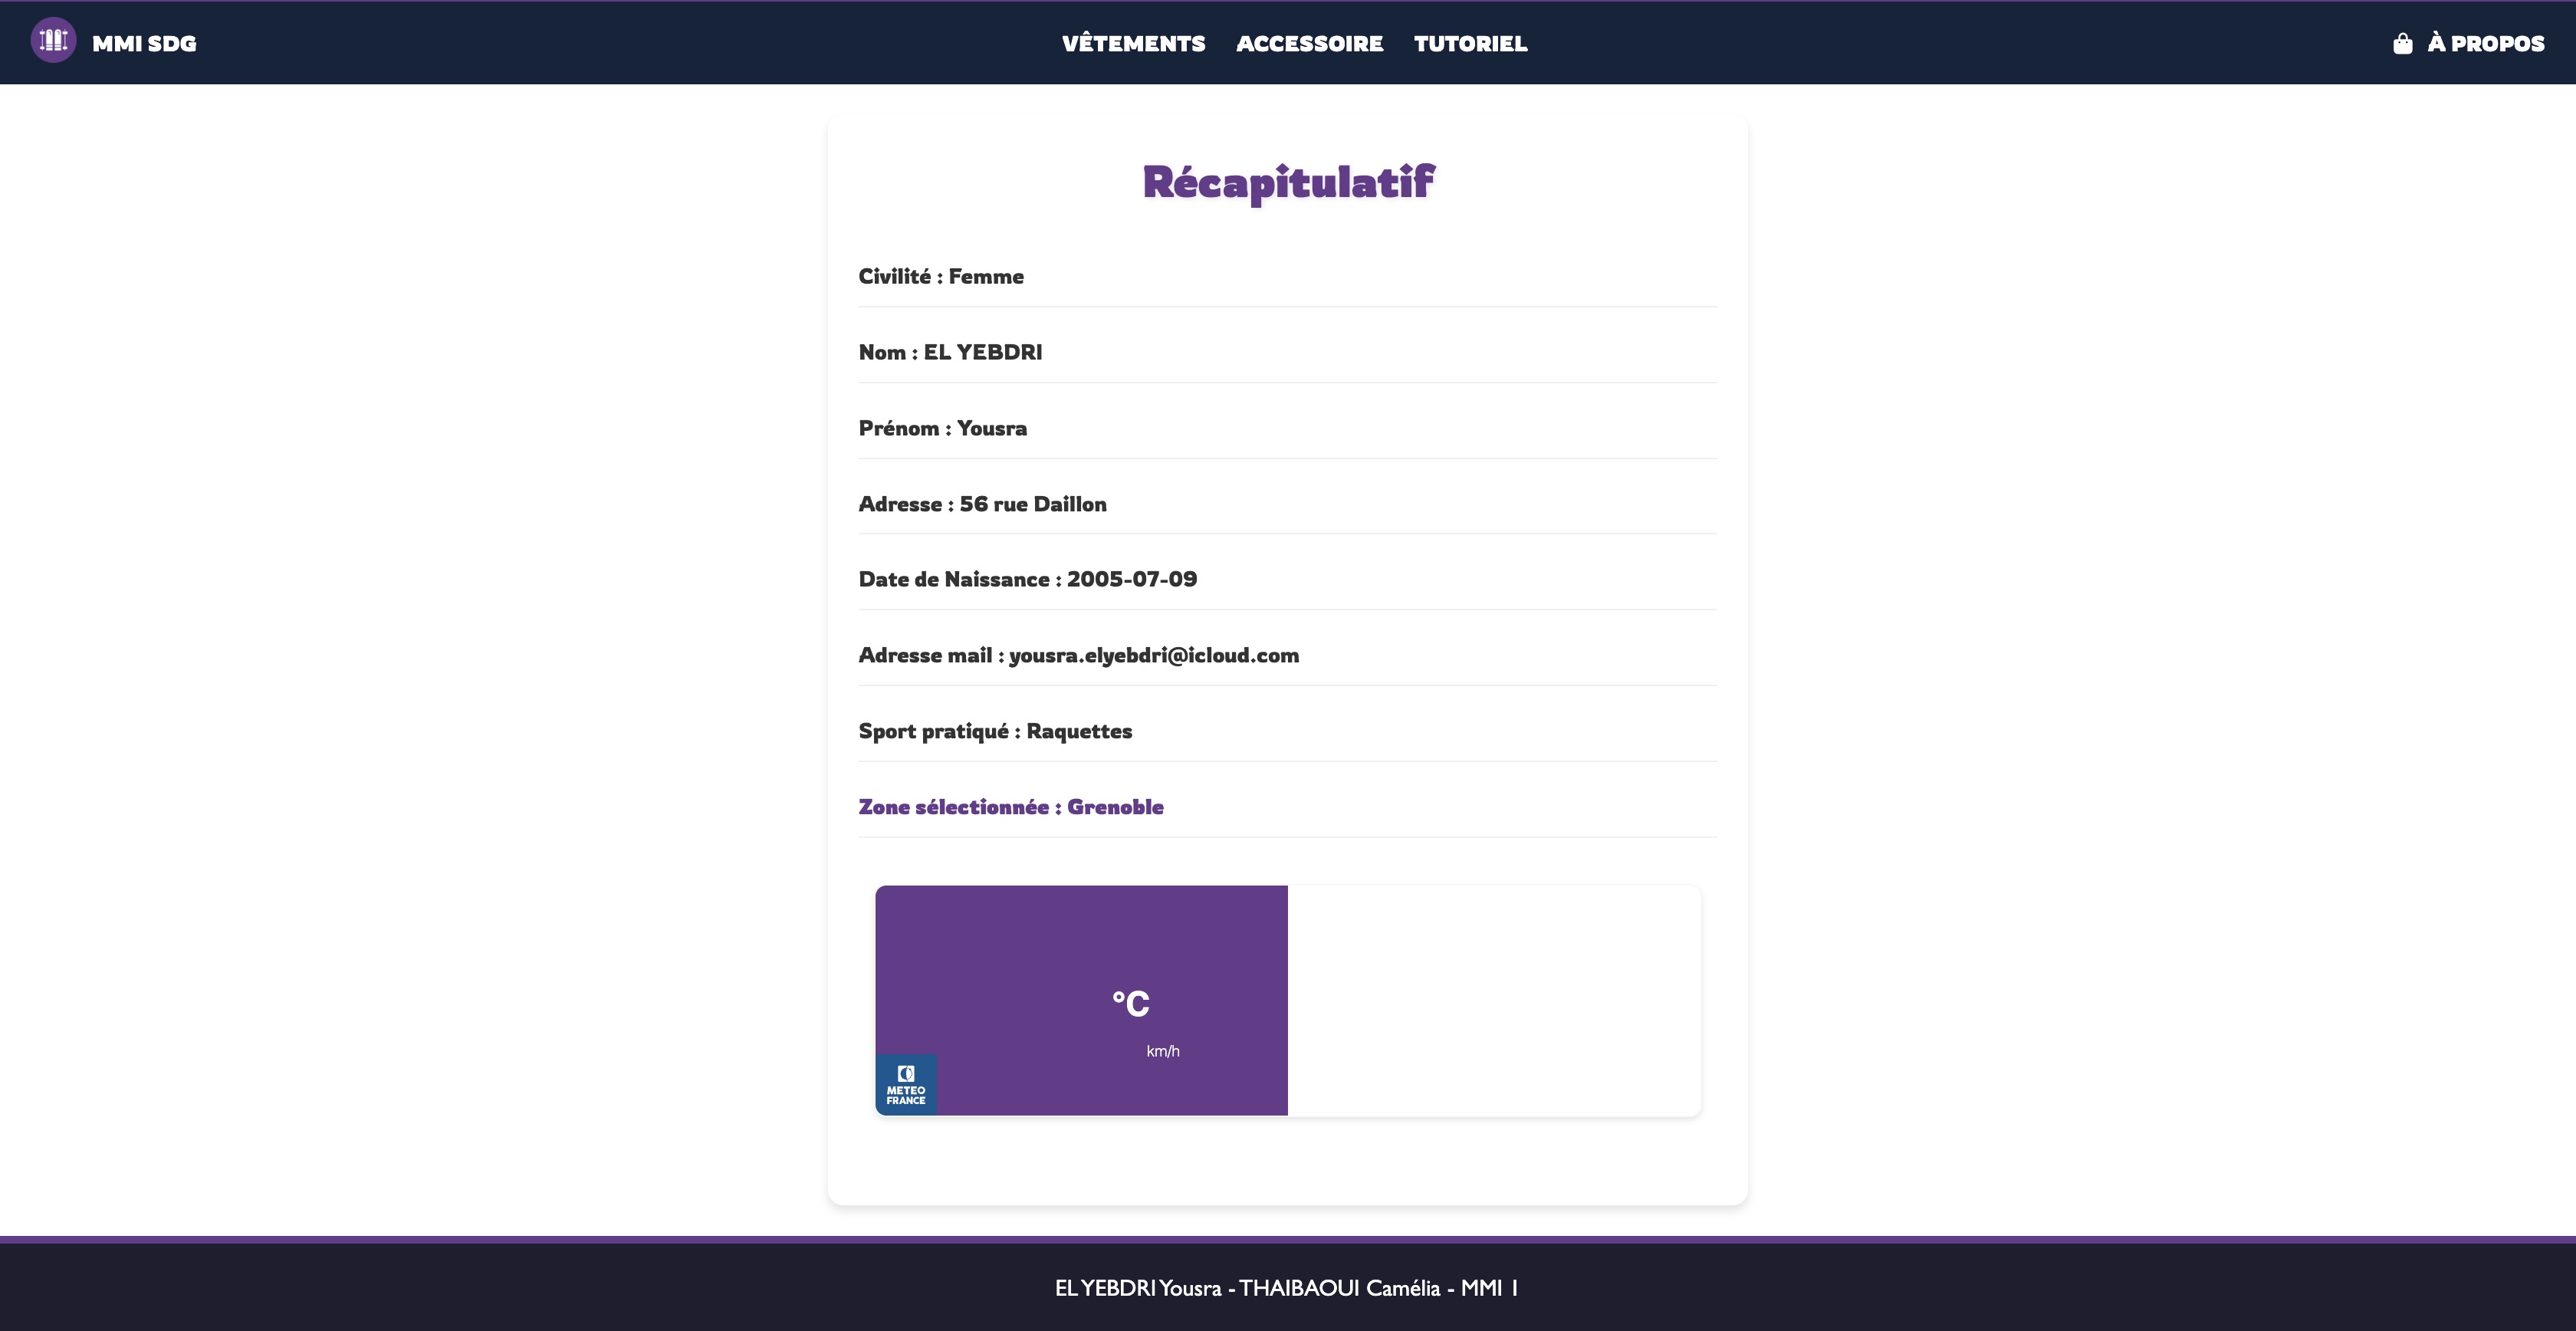 MMI SDG
VÊTEMENTS ACCESSOIRE TUTORIEL
À PROPOS
Récapitulatif
Civilité : Femme
Nom : EL YEBDRI
Prénom : Yousra
Adresse : 56 rue Daillon
Date de Naissance : 2005-07-09
Adresse mail : yousra.elyebdri@icloud.com
Sport pratiqué : Raquettes
Zone sélectionnée : Grenoble
°C
km/h
METEO
FRANCE
EL YEBDRI Yousra - THAIBAOUI Camélia - MMI 1